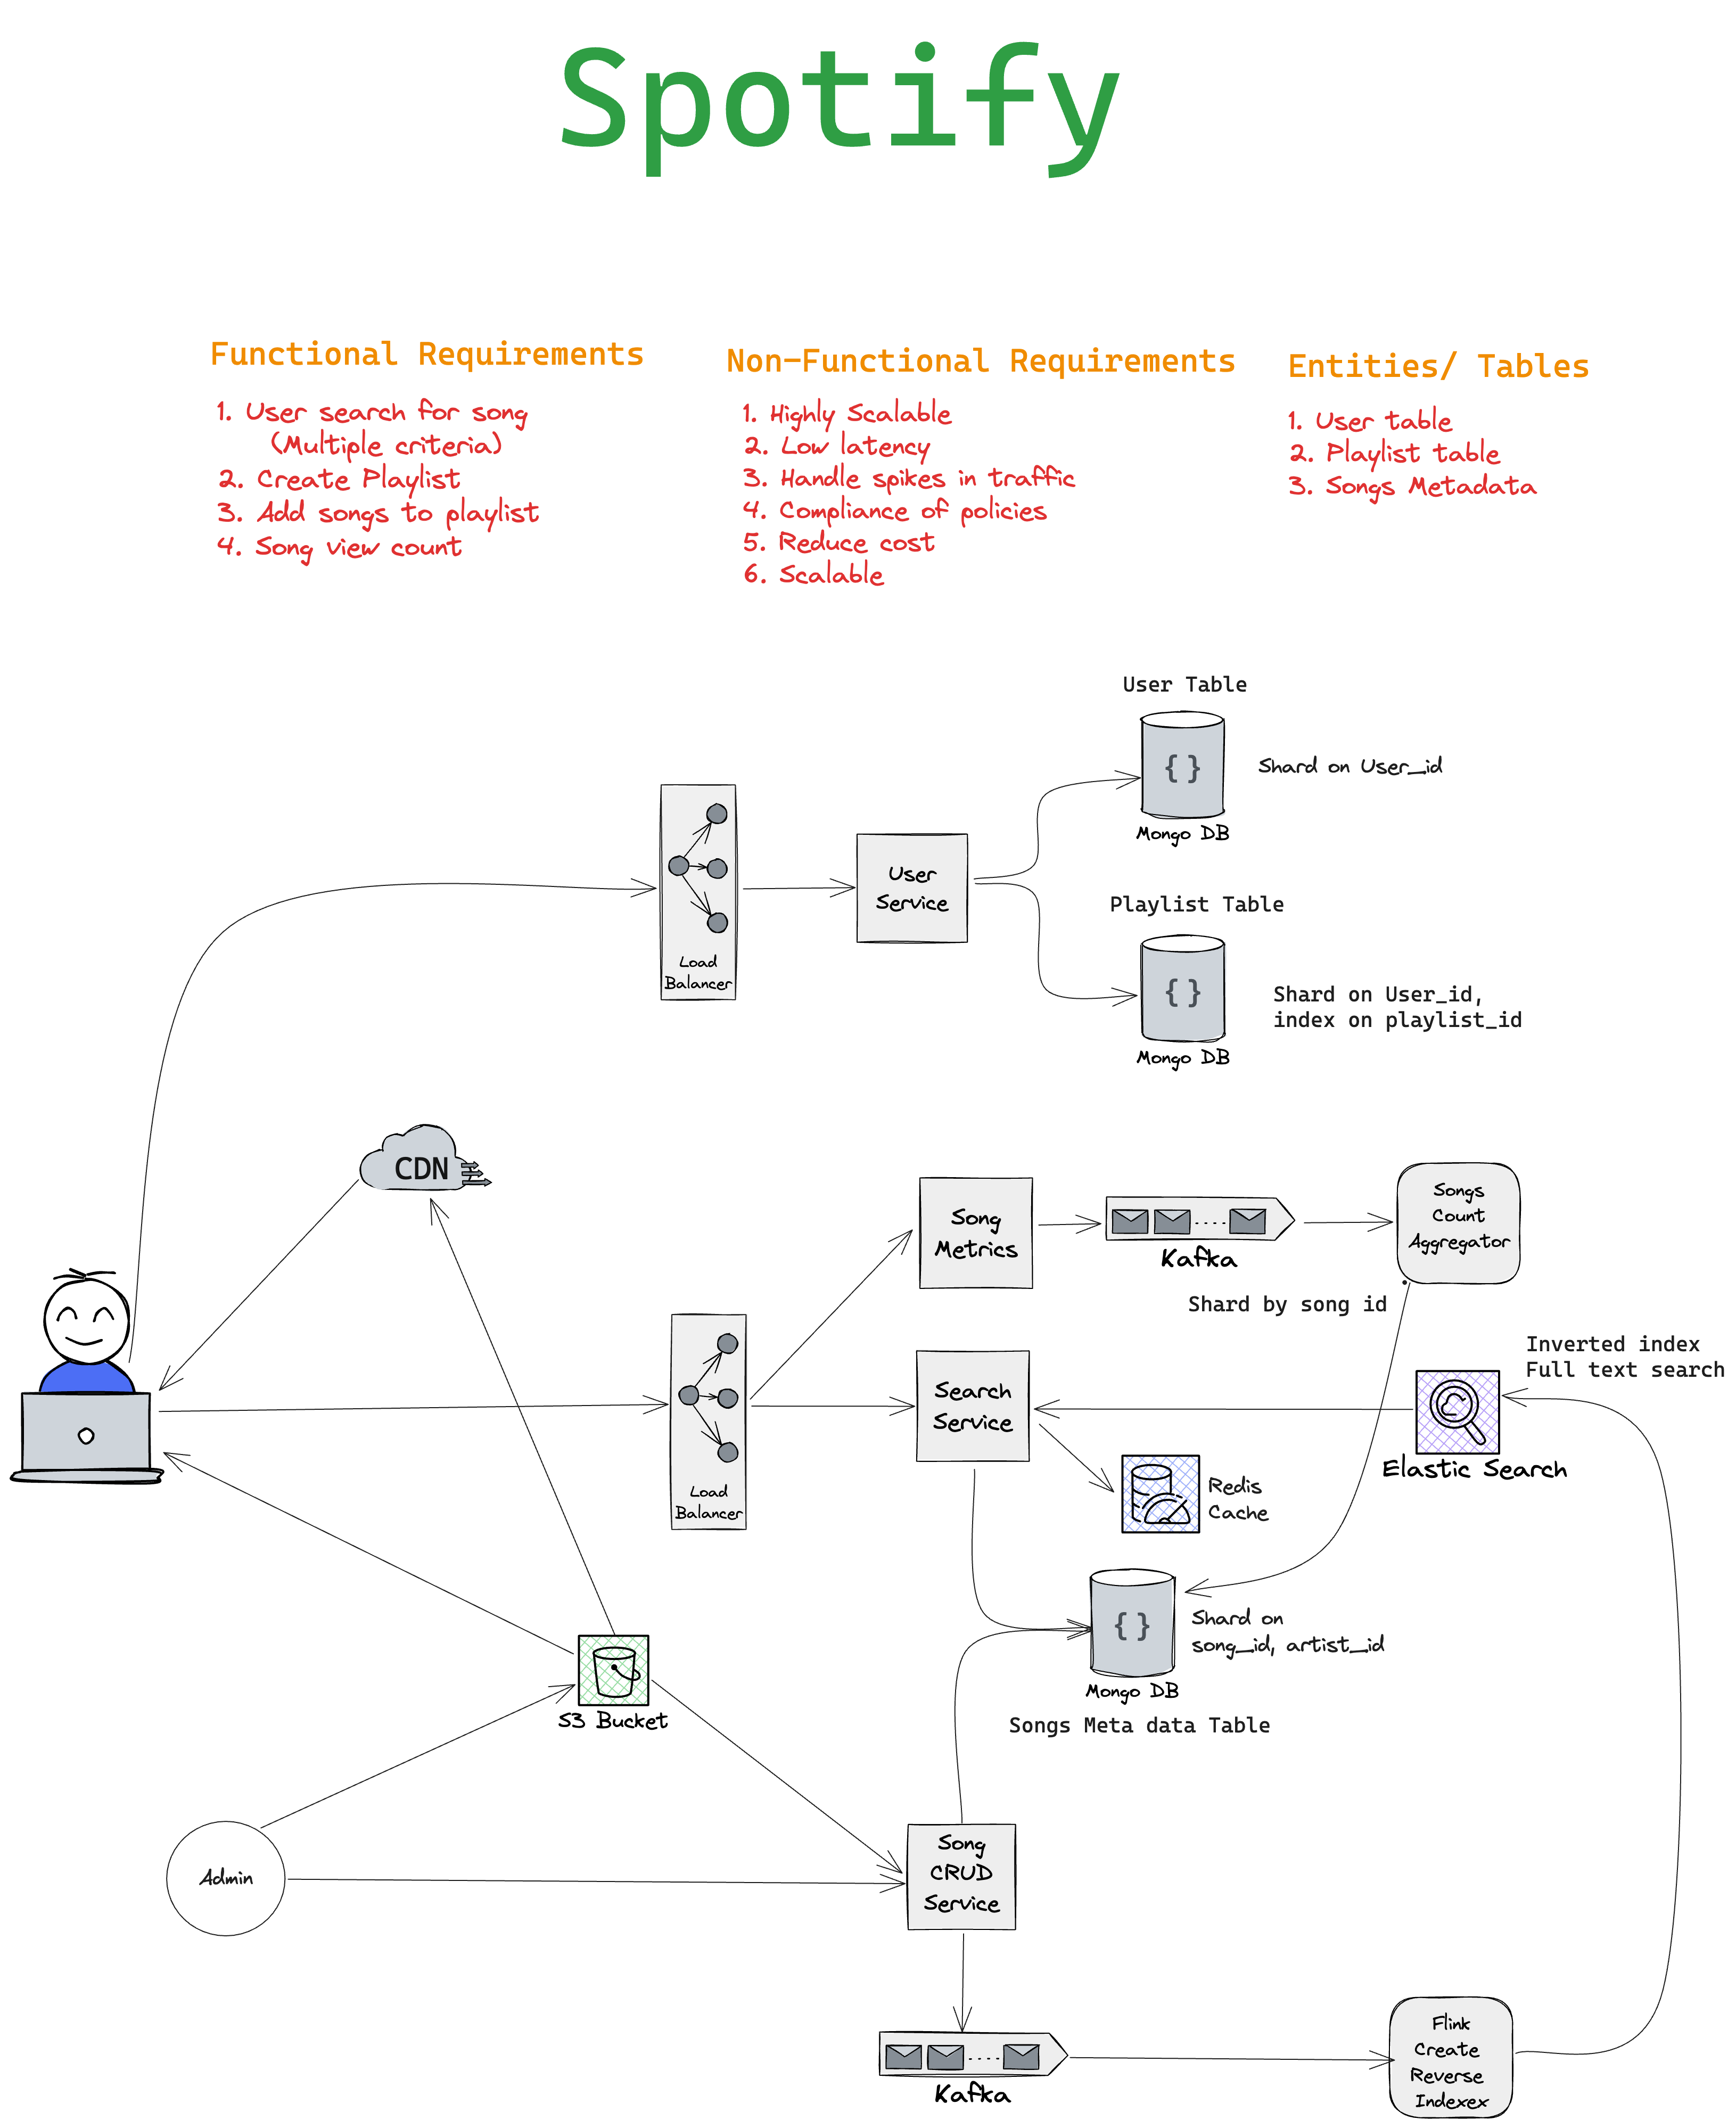 Spotify
Functional Requirements
1. User search for song
(Multiple criteria)
2. Create Playlist
3. Add songs to playlist
4. Song view count
Non-Functional Requirements
1. Highly Scalable
2. Low latency
3. Handle spikes in traffic
4. Compliance of policies
5. Reduce cost
6. Scalable
Entities/ Tables
1. User table
2. Playlist table
3. Songs Metadata
User Table
{}
Mongo DB
Shard on User_id
Load
Balancer
User
Service
Playlist Table
{}
Mongo DB
Shard on User_id,
index on playlist_id
CDN
Song
Metrics
Kafka
Songs
Count
Aggregator
Shard by song id
Load
Balancer
Search
Service
Inverted index
Full text search
Elastic Search
Redis
Cache
{}
Mongo DB
Shard on
song_id, artist_id
Songs Meta data Table
S3 Bucket
Admin
Song
CRUD
Service
Kafka
Flink
Create
Reverse
Indexex